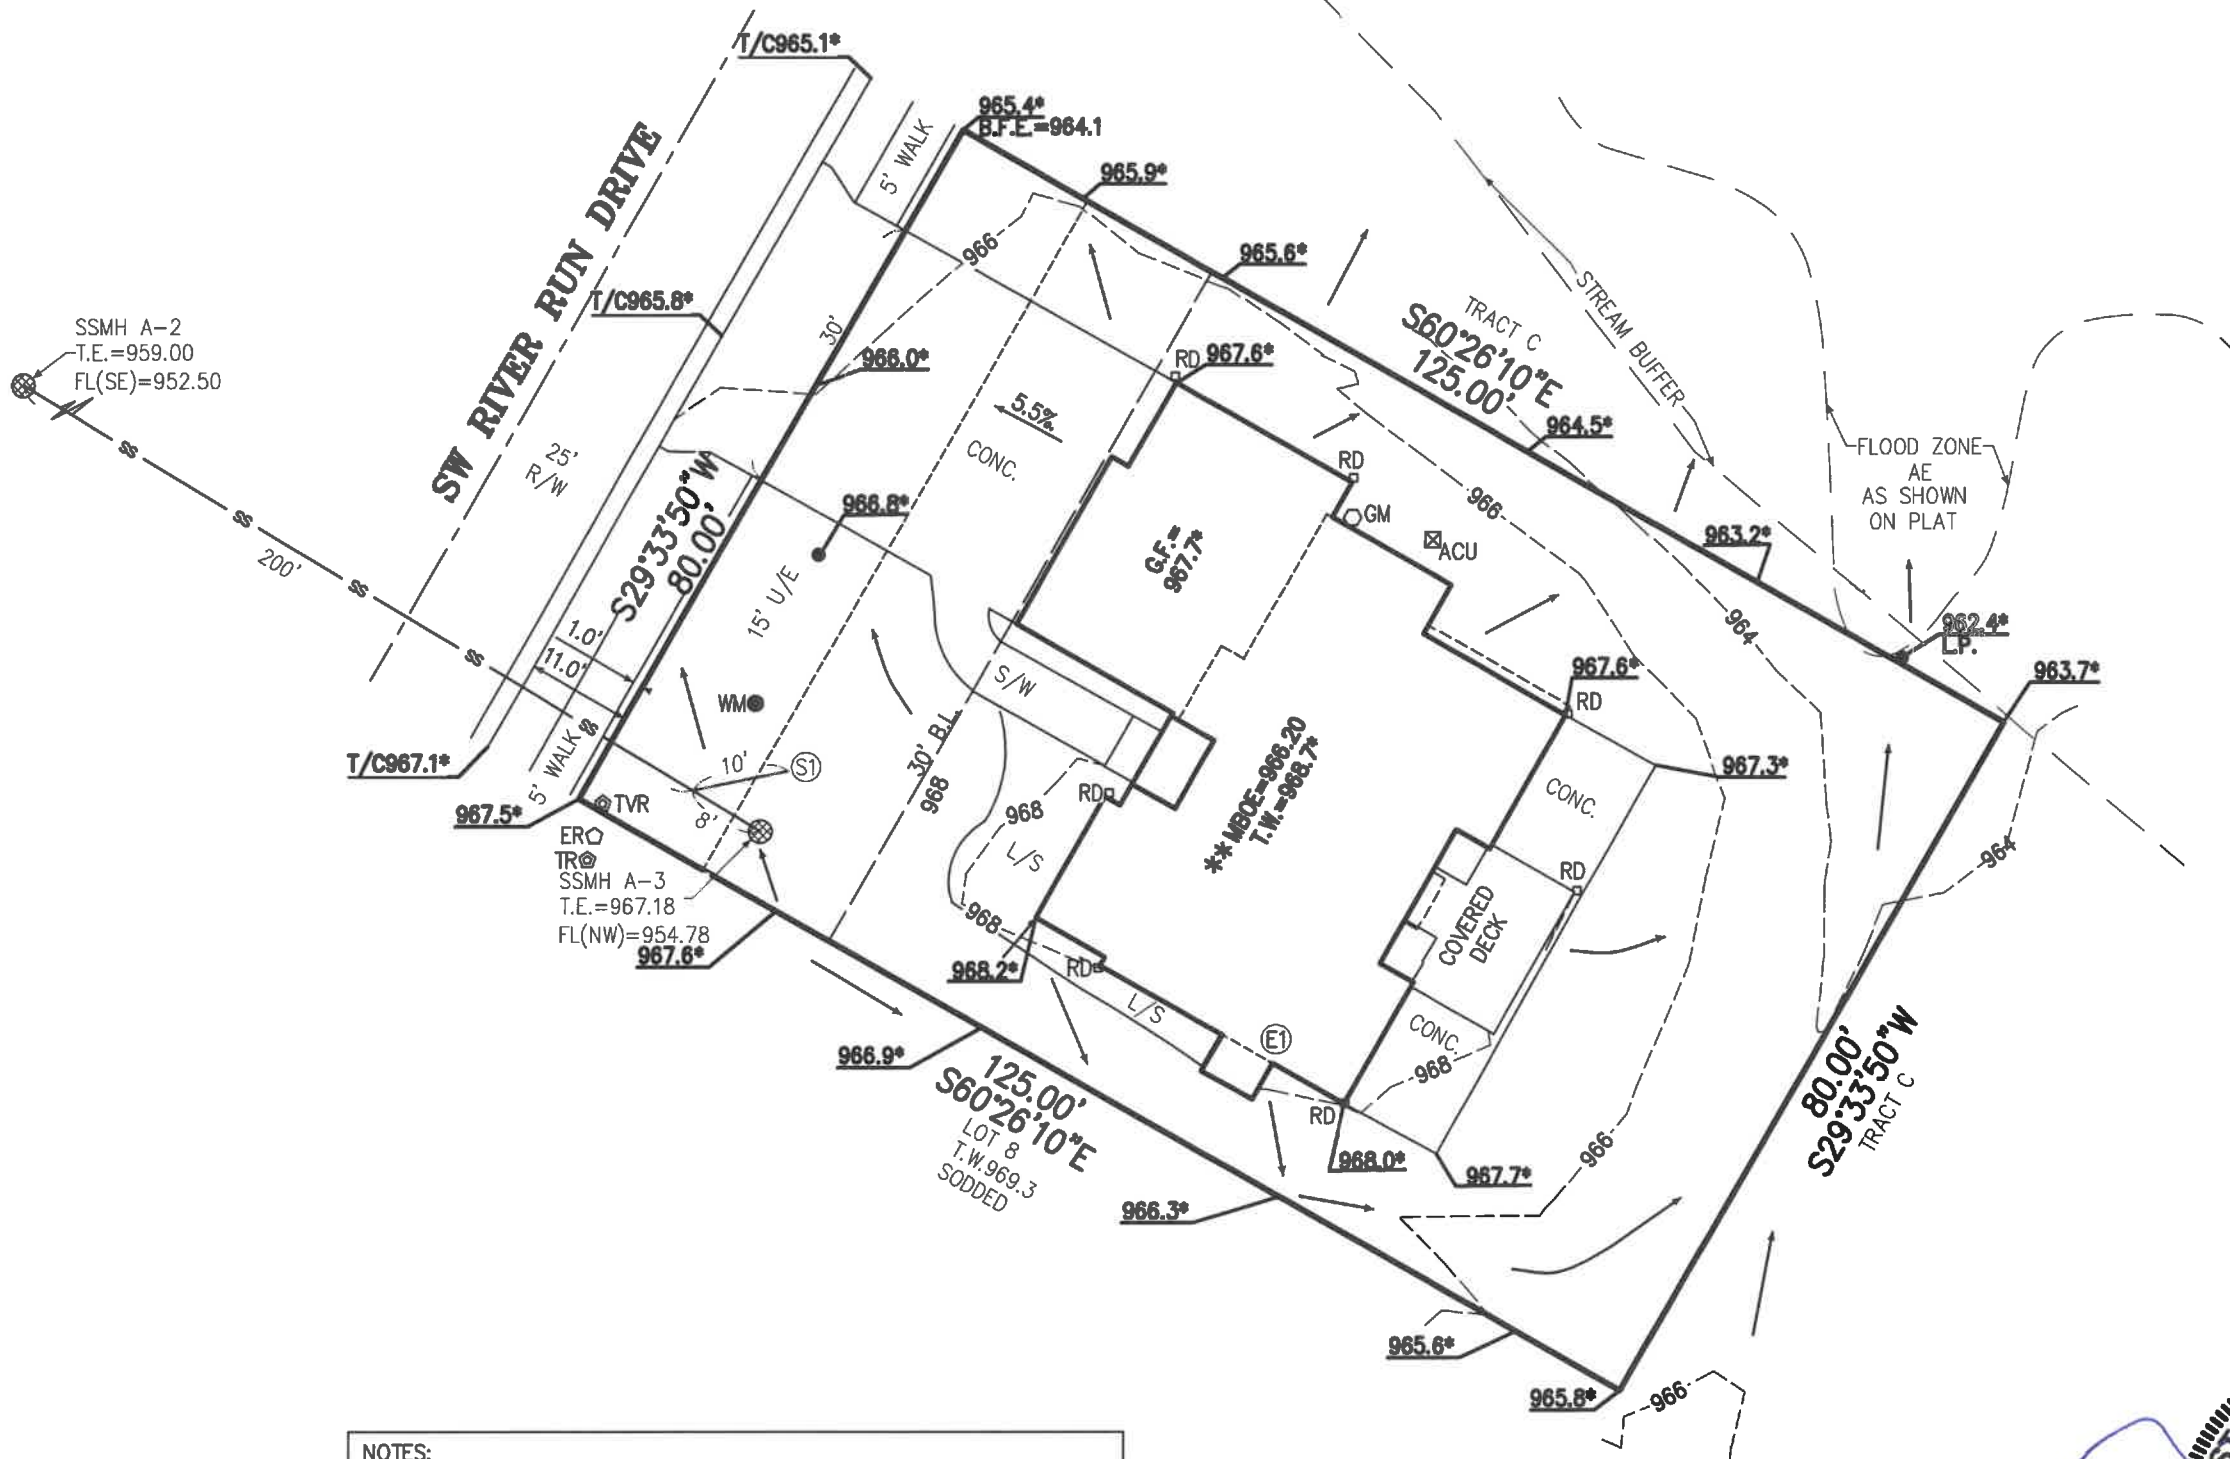 T/C965.1*
965.4*
B.F.E.=964.1
5' WALK
965.9*
SW RIVER RUN DRIVE
965.6*
966
TRACT C
S60°26'10"E
125.00'
STREAM BUFFER
T/C965.8*
30'
SSMH A-2
T.E.=959.00
FL(SE)=952.50
966.0*
RD 967.6*
5.5%
CONC.
964.5*
FLOOD ZONE
AE
AS SHOWN
ON PLAT
25'
R/W
RD
GM
966
ACU
966.8*
S29°33'50"W
80.00'
G.F.=
967.7*
963.2*
200'
15' U/E
964
962.4*
L.P.
1.0'
11.0'
S/W
967.6*
RD
963.7*
WM
30' B.L.
968
T/C967.1*
5' WALK
10'
S1
8'
** MBOE=966.20
T.W.=968.7*
967.3*
CONC.
967.5*
TVR
ER
TR
SSMH A-3
T.E.=967.18
FL(NW)=954.78
967.6*
RD
968
L/S
968
968.2*
RD
L/S
RD
COVERED
DECK
964
E1
CONC.
968
966.9*
125.00'
S60°26'10"E
LOT 8
T.W.969.3
SODDED
80.00'
S29°33'50"W
TRACT C
RD
968.0*
967.7*
966
966.3*
965.6*
965.8*
966
NOTES: